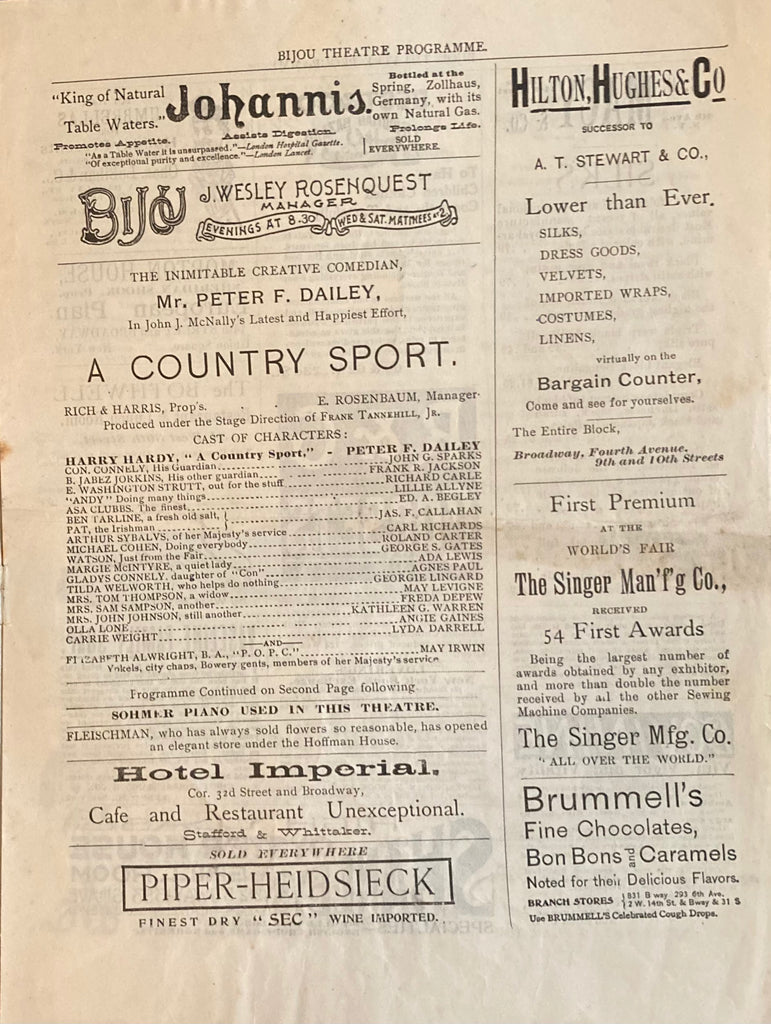 BIJOU THEATRE PROGRAMME.
"King of Natural
Table Waters."
Johannis.
Bottled at the
Spring, Zollhaus,
Germany, with its
own Natural Gas.
Promotes Appetite.
Assists Digestion.
Prolongs Life.
"As a Table Water it is unsurpassed."—London Hospital Gazette.
"Of exceptional purity and excellence."—London Lancet.
SOLD
EVERYWHERE.
BIJOU
J. WESLEY ROSENQUEST
MANAGER
EVENINGS AT 8.30
WED & SAT. MATINEES AT 2
THE INIMITABLE CREATIVE COMEDIAN,
Mr. PETER F. DAILEY,
In John J. McNally's Latest and Happiest Effort,
A COUNTRY SPORT.
RICH & HARRIS, Prop's. . . E. ROSENBAUM, Manager
Produced under the Stage Direction of FRANK TANNEHILL, JR.
CAST OF CHARACTERS:
HARRY HARDY, "A Country Sport," - PETER F. DAILEY
CON. CONNELY, His Guardian........JOHN G. SPARKS
B. JABEZ JORKINS, His other guardian........FRANK R. JACKSON
E. WASHINGTON STRUTT, out for the stuff........RICHARD CARLE
"ANDY" Doing many things........LILLIE ALLYNE
ASA CLUBBS. The finest........ED. A. BEGLEY
BEN TARLINE, a fresh old salt, }
PAT, the Irishman } ........JAS. F. CALLAHAN
ARTHUR SYBALVS, of her Majesty's service........CARL RICHARDS
MICHAEL COHEN, Doing everybody........ROLAND CARTER
WATSON, Just from the Fair........GEORGE S. GATES
MARGIE McINTYRE, a quiet lady........ADA LEWIS
GLADYS CONNELY. daughter of "Con"........AGNES PAUL
TILDA WELWORTH, who helps do nothing........GEORGIE LINGARD
MRS. TOM THOMPSON, a widow........MAY LEVIGNE
MRS. SAM SAMPSON, another........FREDA DEPEW
MRS. JOHN JOHNSON, still another........KATHLEEN G. WARREN
OLLA LONE........ANGIE GAINES
CARRIE WEIGHT........LYDA DARRELL
—AND—
ELIZABETH ALWRIGHT, B. A., "P. O. P. C."........MAY IRWIN
Yokels, city chaps, Bowery gents, members of her Majesty's service
Programme Continued on Second Page following
SOHMER PIANO USED IN THIS THEATRE.
FLEISCHMAN, who has always sold flowers so reasonable, has opened
an elegant store under the Hoffman House.
Hotel Imperial,
Cor. 32d Street and Broadway,
Cafe and Restaurant Unexceptional.
Stafford & Whittaker.
SOLD EVERYWHERE
PIPER-HEIDSIECK
FINEST DRY "SEC" WINE IMPORTED.
HILTON, HUGHES & CO
SUCCESSOR TO
A. T. STEWART & CO.,
Lower than Ever.
SILKS,
DRESS GOODS,
VELVETS,
IMPORTED WRAPS,
COSTUMES,
LINENS,
virtually on the
Bargain Counter,
Come and see for yourselves.
The Entire Block,
Broadway, Fourth Avenue.
9th and 10th Streets
First Premium
AT THE
WORLD'S FAIR
The Singer Man'f'g Co.,
RECEIVED
54 First Awards
Being the largest number of
awards obtained by any exhibitor,
and more than double the number
received by all the other Sewing
Machine Companies.
The Singer Mfg. Co.
"ALL OVER THE WORLD."
Brummell's
Fine Chocolates,
Bon Bons and Caramels
Noted for their Delicious Flavors.
BRANCH STORES { 831 B'way. 293 6th Ave.
2 W. 14th St. & Bway & 31 S
Use BRUMMELL'S Celebrated Cough Drops.